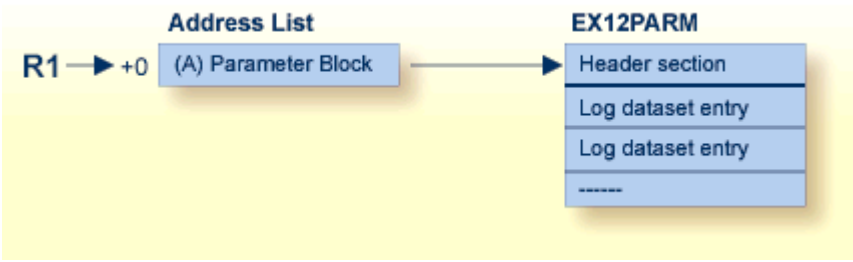 Address List
EX12PARM
R1 +0 (A) Parameter Block
Header section
Log dataset entry
Log dataset entry
------